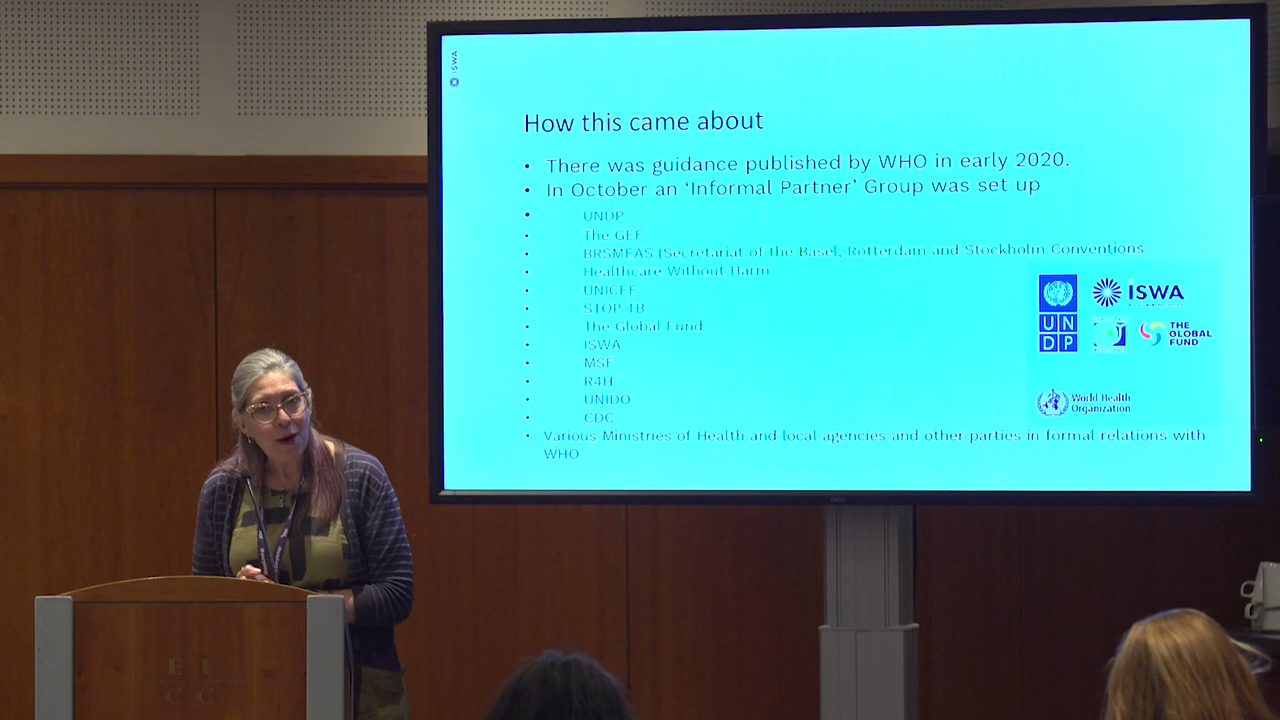 ISWA
How this came about
• There was guidance published by WHO in early 2020.
• In October an ‘Informal Partner’ Group was set up
• UNDP
• The GEF
• BRSMEAS (Secretariat of the Basel, Rotterdam and Stockholm Conventions
• Healthcare Without Harm
• UNICEF
• STOP TB
• The Global Fund
• ISWA
• MSF
• R4H
• UNIDO
• CDC
• Various Ministries of Health and local agencies and other parties in formal relations with
WHO
ISWA
UN
DP
THE
GLOBAL
FUND
World Health
Organization
NEC
E I
C C